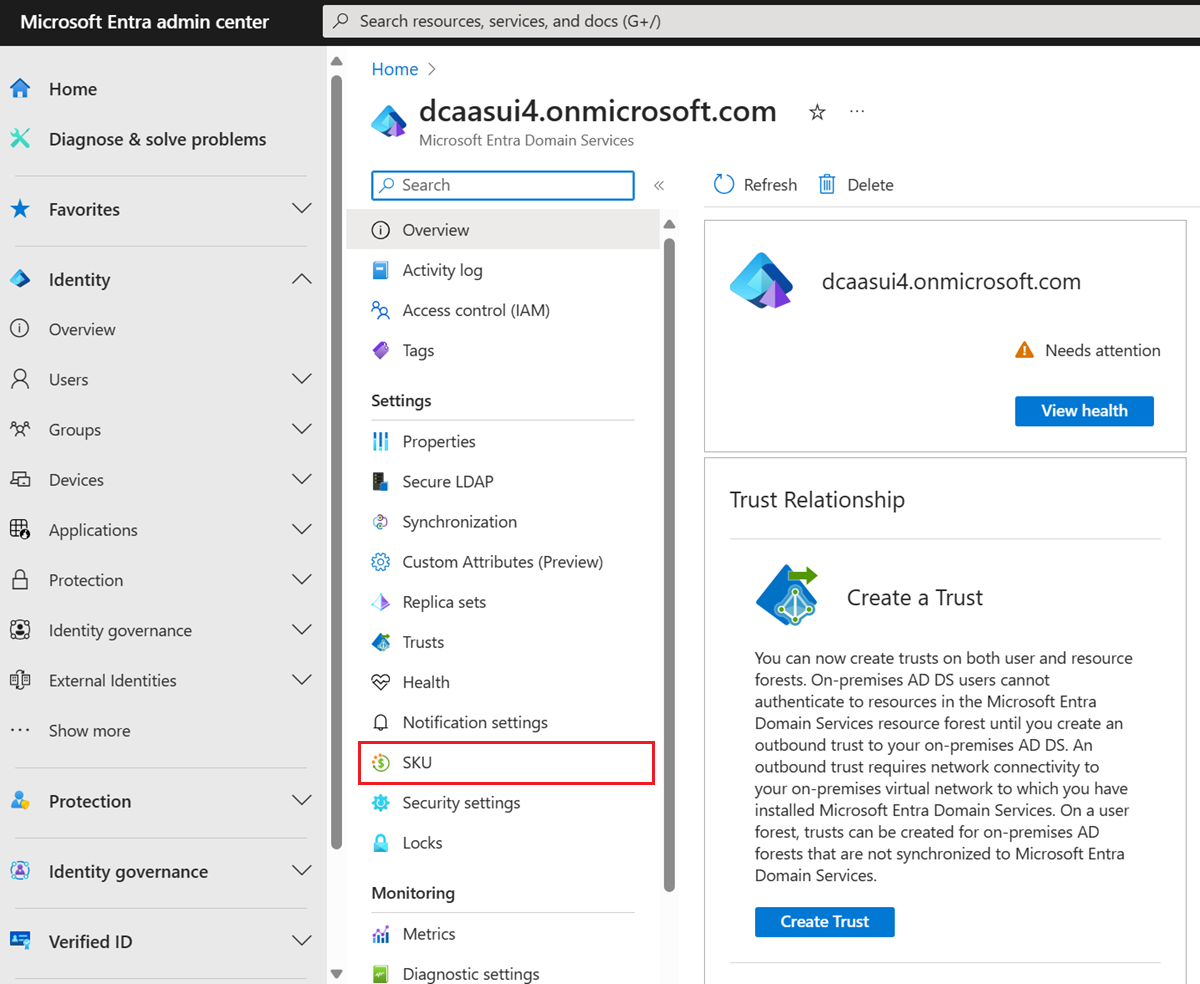 Microsoft Entra admin center
Search resources, services, and docs (G+/)
Home
Diagnose & solve problems
Favorites
Identity
Overview
Users
Groups
Devices
Applications
Protection
Identity governance
External Identities
Show more
Protection
Identity governance
Verified ID
Home
dcaasui4.onmicrosoft.com
Microsoft Entra Domain Services
Search
Overview
Activity log
Access control (IAM)
Tags
Settings
Properties
Secure LDAP
Synchronization
Custom Attributes (Preview)
Replica sets
Trusts
Health
Notification settings
SKU
Security settings
Locks
Monitoring
Metrics
Diagnostic settings
Refresh
Delete
dcaasui4.onmicrosoft.com
Needs attention
View health
Trust Relationship
Create a Trust
You can now create trusts on both user and resource
forests. On-premises AD DS users cannot
authenticate to resources in the Microsoft Entra
Domain Services resource forest until you create an
outbound trust to your on-premises AD DS. An
outbound trust requires network connectivity to
your on-premises virtual network to which you have
installed Microsoft Entra Domain Services. On a user
forest, trusts can be created for on-premises AD
forests that are not synchronized to Microsoft Entra
Domain Services.
Create Trust